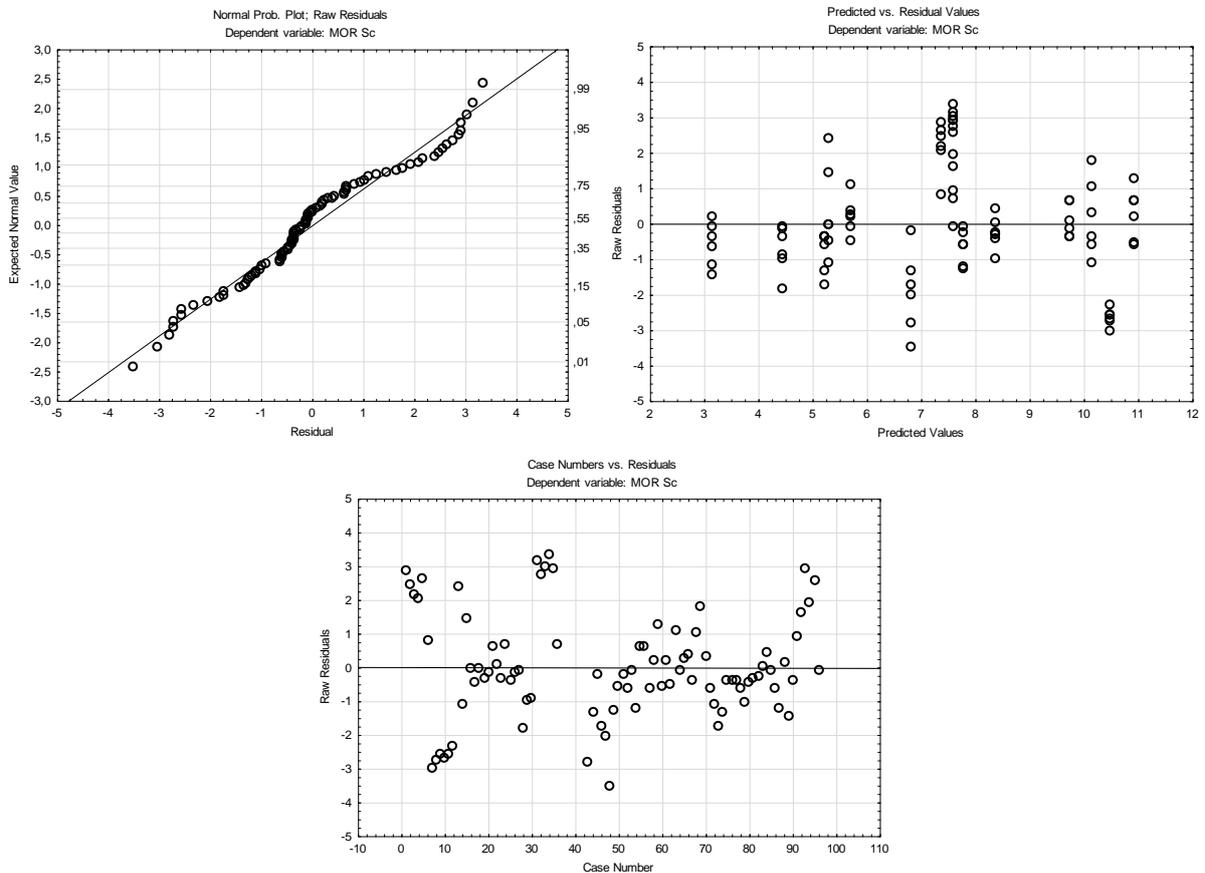 Normal Prob. Plot; Raw Residuals
Dependent variable: MOR Sc
3,0
2,5
2,0
1,5
1,0
0,5
0,0
-0,5
-1,0
-1,5
-2,0
-2,5
-3,0
Expected Normal Value
,99
,95
,75
,55
,35
,15
,05
,01
-5 -4 -3 -2 -1 0 1 2 3 4 5
Residual
Predicted vs. Residual Values
Dependent variable: MOR Sc
5
4
3
2
1
0
-1
-2
-3
-4
-5
Raw Residuals
2 3 4 5 6 7 8 9 10 11 12
Predicted Values
Case Numbers vs. Residuals
Dependent variable: MOR Sc
5
4
3
2
1
0
-1
-2
-3
-4
-5
Raw Residuals
-10 0 10 20 30 40 50 60 70 80 90 100 110
Case Number